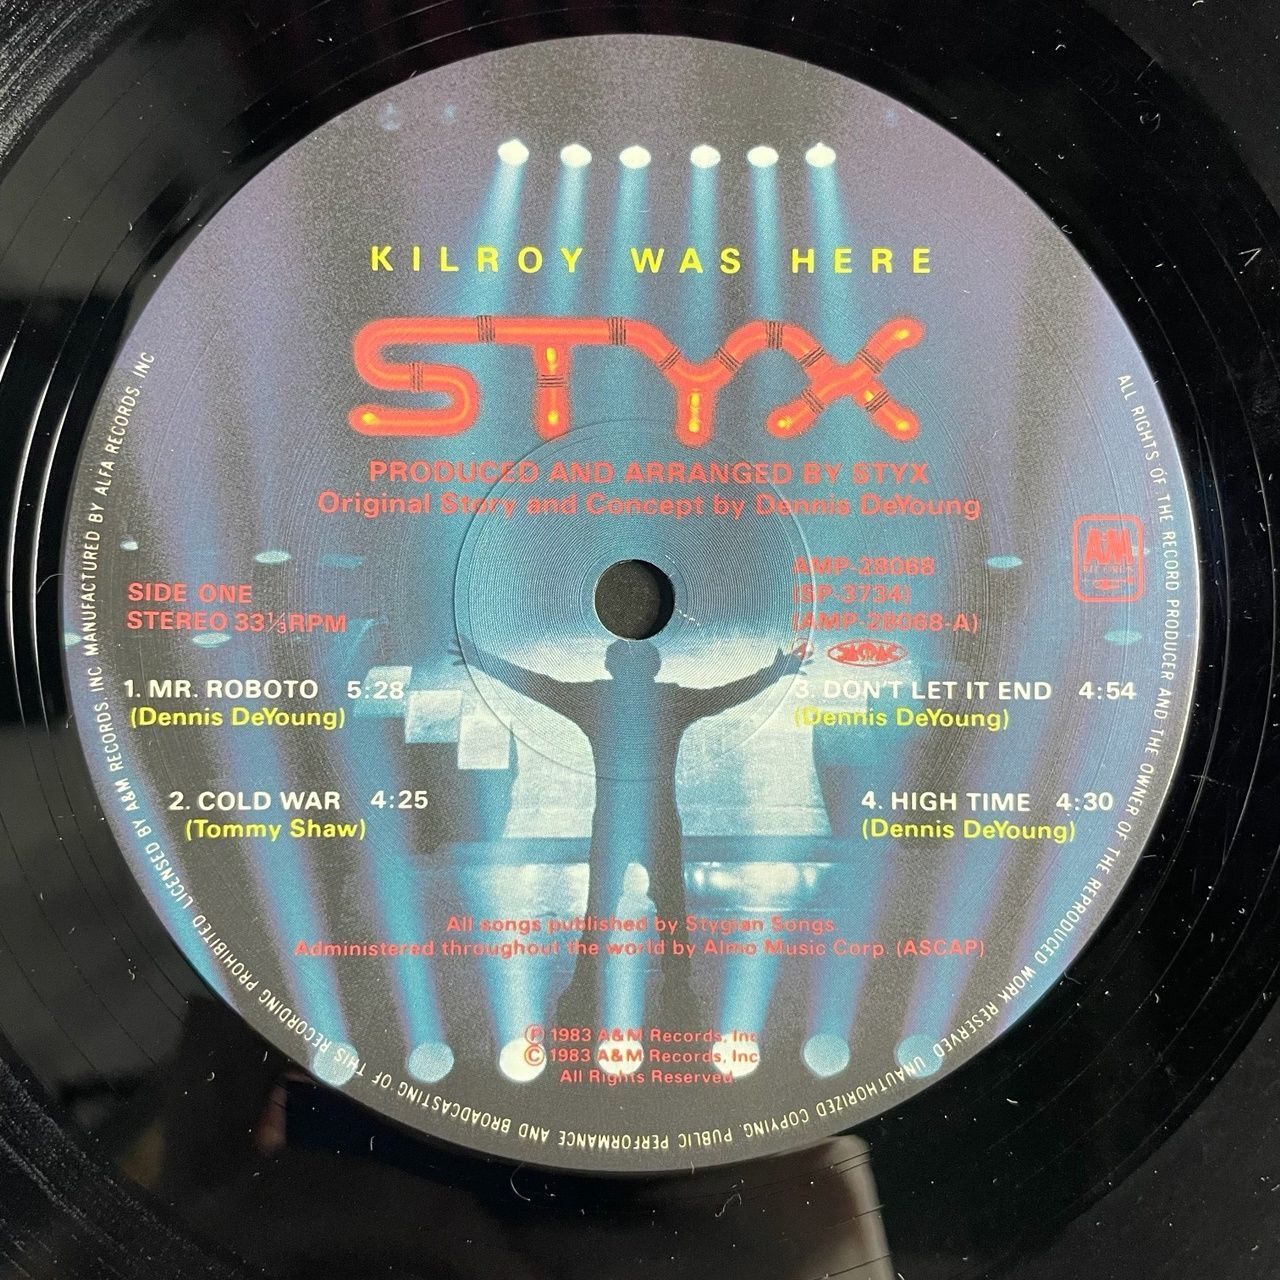 KILROY WAS HERE
STYX
PRODUCED AND ARRANGED BY STYX
Original Story and Concept by Dennis DeYoung
SIDE ONE
STEREO 33⅓RPM
AMP-28068
(SP-3734)
(AMP-28068-A)
A&M
RECORDS
1. MR. ROBOTO 5:28
(Dennis DeYoung)
2. COLD WAR 4:25
(Tommy Shaw)
3. DON'T LET IT END 4:54
(Dennis DeYoung)
4. HIGH TIME 4:30
(Dennis DeYoung)
All songs published by Stygian Songs
Administered throughout the world by Almo Music Corp. (ASCAP)
Ⓟ 1983 A&M Records, Inc
© 1983 A&M Records, Inc
All Rights Reserved
ALL RIGHTS OF THE RECORD PRODUCER AND THE OWNER OF THE REPRODUCED WORK RESERVED UNAUTHORIZED COPYING, PUBLIC PERFORMANCE AND BROADCASTING OF THIS RECORDING PROHIBITED LICENSED BY A&M RECORDS, INC MANUFACTURED BY ALFA RECORDS, INC